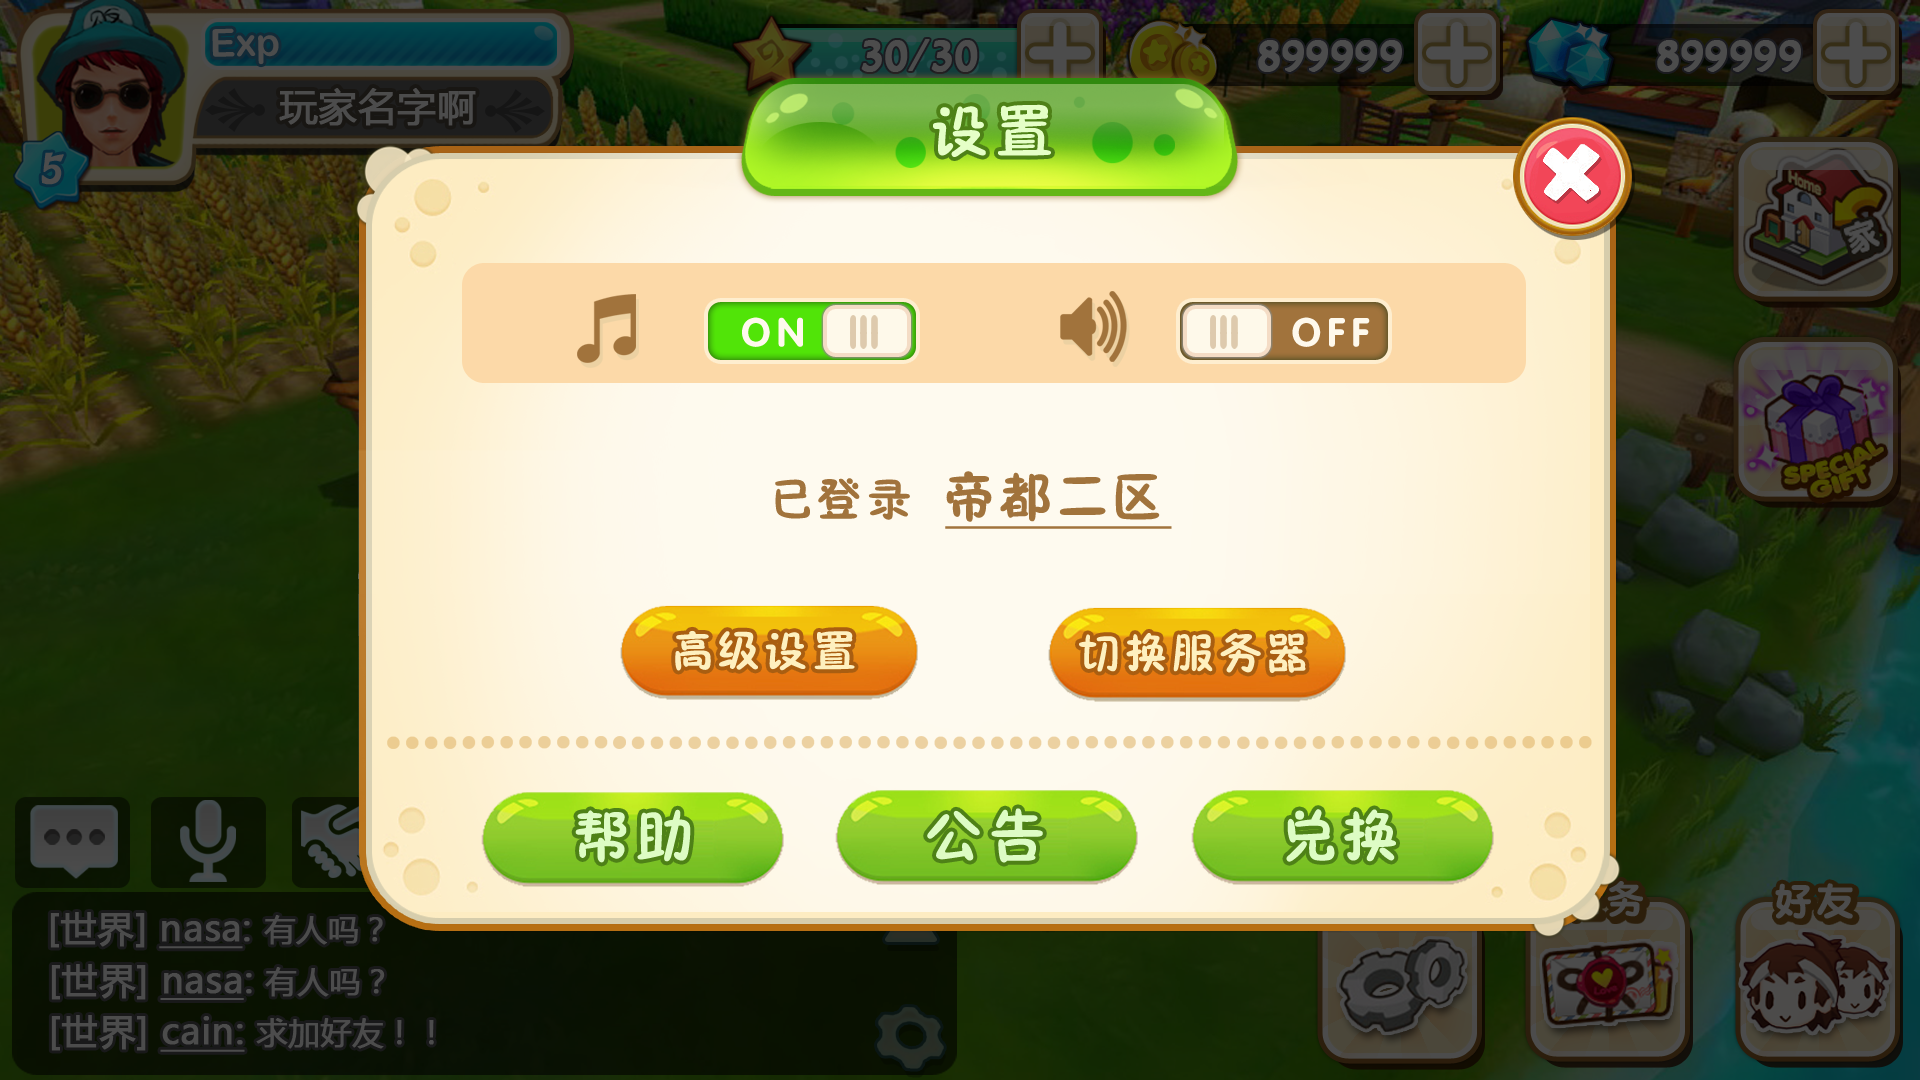 Exp
30/30
899999
899999
玩家名字啊
5
设置
Home
家
ON
OFF
SPECIAL
GIFT
已登录 帝都二区
高级设置
切换服务器
帮助
公告
兑换
务
好友
[世界] nasa: 有人吗？
[世界] nasa: 有人吗？
[世界] cain: 求加好友！！